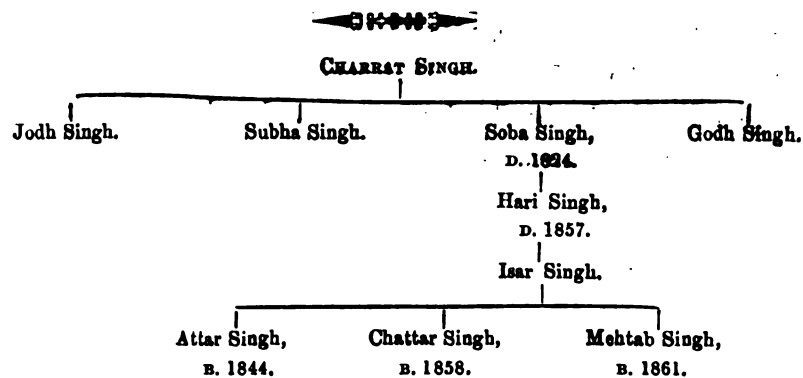 CHARRAT SINGH.
Jodh Singh. Subha Singh. Soba Singh, Godh Singh.
D. 1824.
Hari Singh,
D. 1857.
Isar Singh.
Attar Singh, Chattar Singh, Mehtab Singh,
B. 1844. B. 1858. B. 1861.